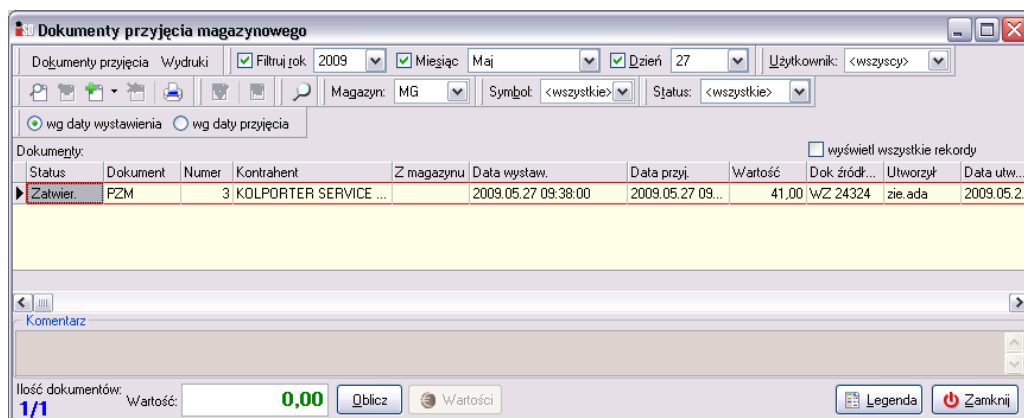 Dokumenty przyjęcia magazynowego
Dokumenty przyjęcia Wydruki Filtruj rok 2009 Miesiąc Maj Dzień 27 Użytkownik: <wszyscy>
Magazyn: MG Symbol: <wszystkie> Status: <wszystkie>
wg daty wystawienia wg daty przyjęcia
Dokumenty: wyświetl wszystkie rekordy
Status Dokument Numer Kontrahent Z magazynu Data wystaw. Data przyj. Wartość Dok źródł... Utworzył Data utw...
Zatwier. PZM 3 KOLPORTER SERVICE ... 2009.05.27 09:38:00 2009.05.27 09... 41,00 WZ 24324 zie.ada 2009.05.2
Komentarz
Ilość dokumentów:
1/1 Wartość: 0,00 Oblicz Wartości Legenda Zamknij